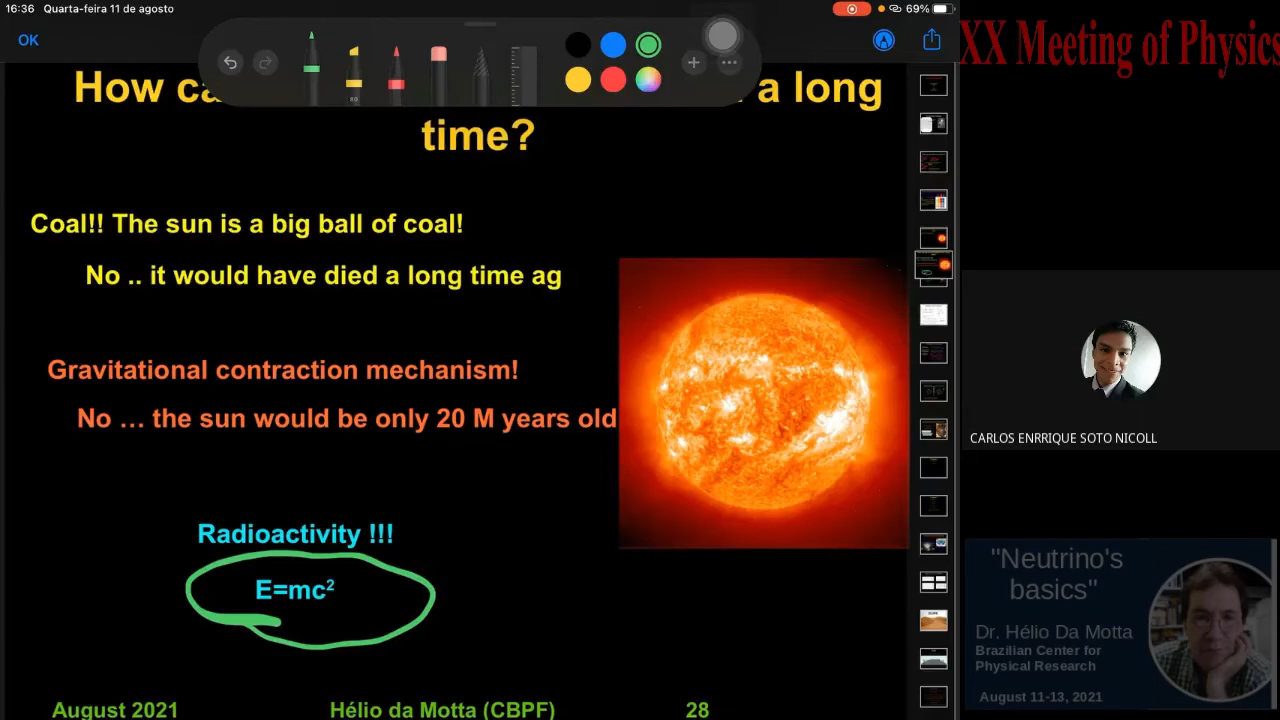 16:36 Quarta-feira 11 de agosto
69%
OK
XX Meeting of Physics
How ca a long
time?
Coal!! The sun is a big ball of coal!
No .. it would have died a long time ag
Gravitational contraction mechanism!
No … the sun would be only 20 M years old
Radioactivity !!!
E=mc²
August 2021
Hélio da Motta (CBPF)
28
CARLOS ENRRIQUE SOTO NICOLL
"Neutrino's
basics"
Dr. Hélio Da Motta
Brazilian Center for
Physical Research
August 11-13, 2021